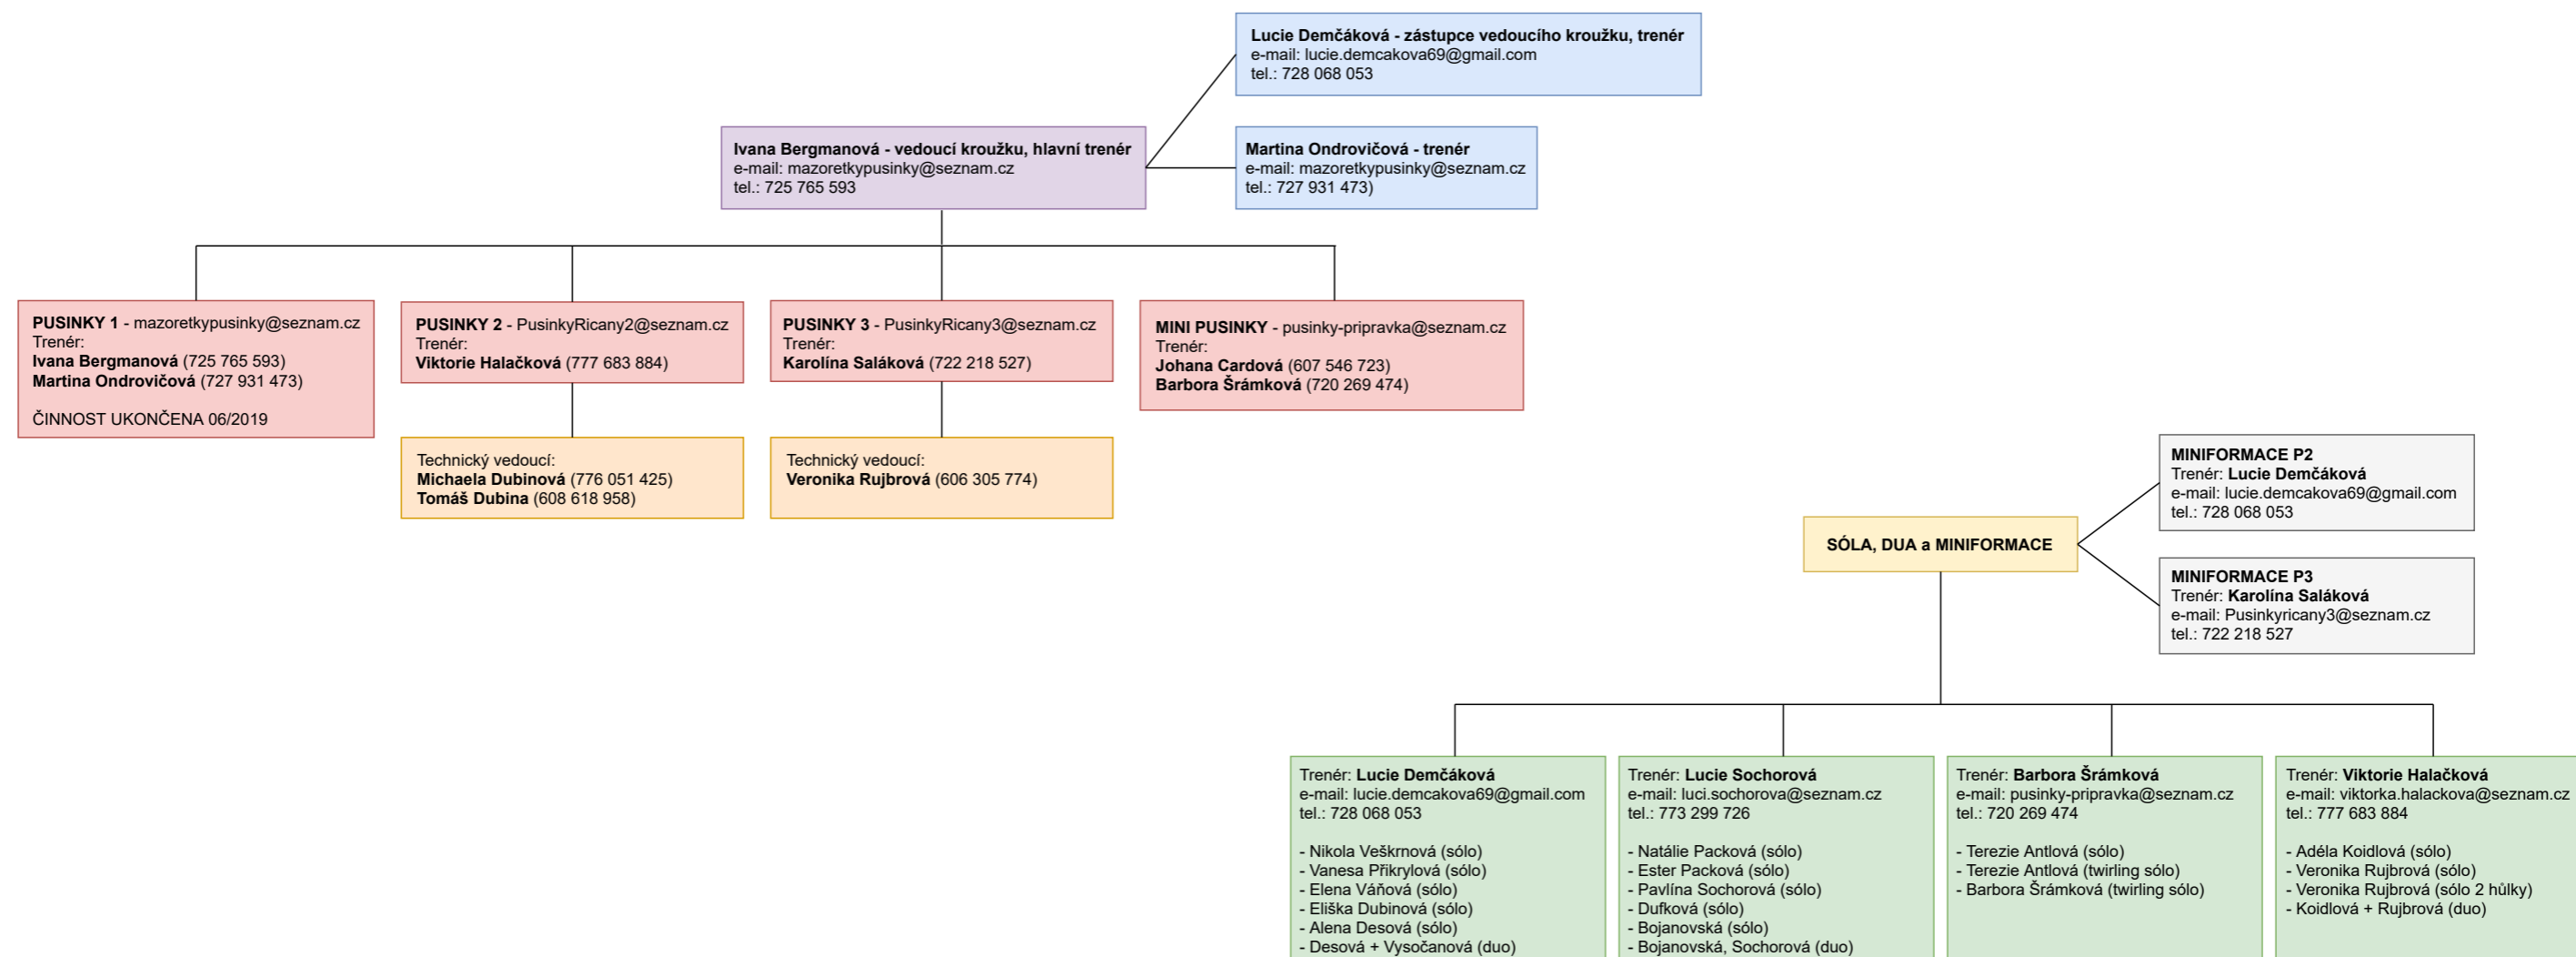 Lucie Demčáková - zástupce vedoucího kroužku, trenér
e-mail: lucie.demcakova69@gmail.com
tel.: 728 068 053
Ivana Bergmanová - vedoucí kroužku, hlavní trenér
e-mail: mazoretkypusinky@seznam.cz
tel.: 725 765 593
Martina Ondrovičová - trenér
e-mail: mazoretkypusinky@seznam.cz
tel.: 727 931 473)
PUSINKY 1 - mazoretkypusinky@seznam.cz
Trenér:
Ivana Bergmanová (725 765 593)
Martina Ondrovičová (727 931 473)
ČINNOST UKONČENA 06/2019
PUSINKY 2 - PusinkyRicany2@seznam.cz
Trenér:
Viktorie Halačková (777 683 884)
PUSINKY 3 - PusinkyRicany3@seznam.cz
Trenér:
Karolína Saláková (722 218 527)
MINI PUSINKY - pusinky-pripravka@seznam.cz
Trenér:
Johana Cardová (607 546 723)
Barbora Šrámková (720 269 474)
Technický vedoucí:
Michaela Dubinová (776 051 425)
Tomáš Dubina (608 618 958)
Technický vedoucí:
Veronika Rujbrová (606 305 774)
SÓLA, DUA a MINIFORMACE
MINIFORMACE P2
Trenér: Lucie Demčáková
e-mail: lucie.demcakova69@gmail.com
tel.: 728 068 053
MINIFORMACE P3
Trenér: Karolína Saláková
e-mail: Pusinkyricany3@seznam.cz
tel.: 722 218 527
Trenér: Lucie Demčáková
e-mail: lucie.demcakova69@gmail.com
tel.: 728 068 053
- Nikola Veškrnová (sólo)
- Vanesa Přikrylová (sólo)
- Elena Váňová (sólo)
- Eliška Dubinová (sólo)
- Alena Desová (sólo)
- Desová + Vysočanová (duo)
Trenér: Lucie Sochorová
e-mail: luci.sochorova@seznam.cz
tel.: 773 299 726
- Natálie Packová (sólo)
- Ester Packová (sólo)
- Pavlína Sochorová (sólo)
- Dufková (sólo)
- Bojanovská (sólo)
- Bojanovská, Sochorová (duo)
Trenér: Barbora Šrámková
e-mail: pusinky-pripravka@seznam.cz
tel.: 720 269 474
- Terezie Antlová (sólo)
- Terezie Antlová (twirling sólo)
- Barbora Šrámková (twirling sólo)
Trenér: Viktorie Halačková
e-mail: viktorka.halackova@seznam.cz
tel.: 777 683 884
- Adéla Koidlová (sólo)
- Veronika Rujbrová (sólo)
- Veronika Rujbrová (sólo 2 hůlky)
- Koidlová + Rujbrová (duo)